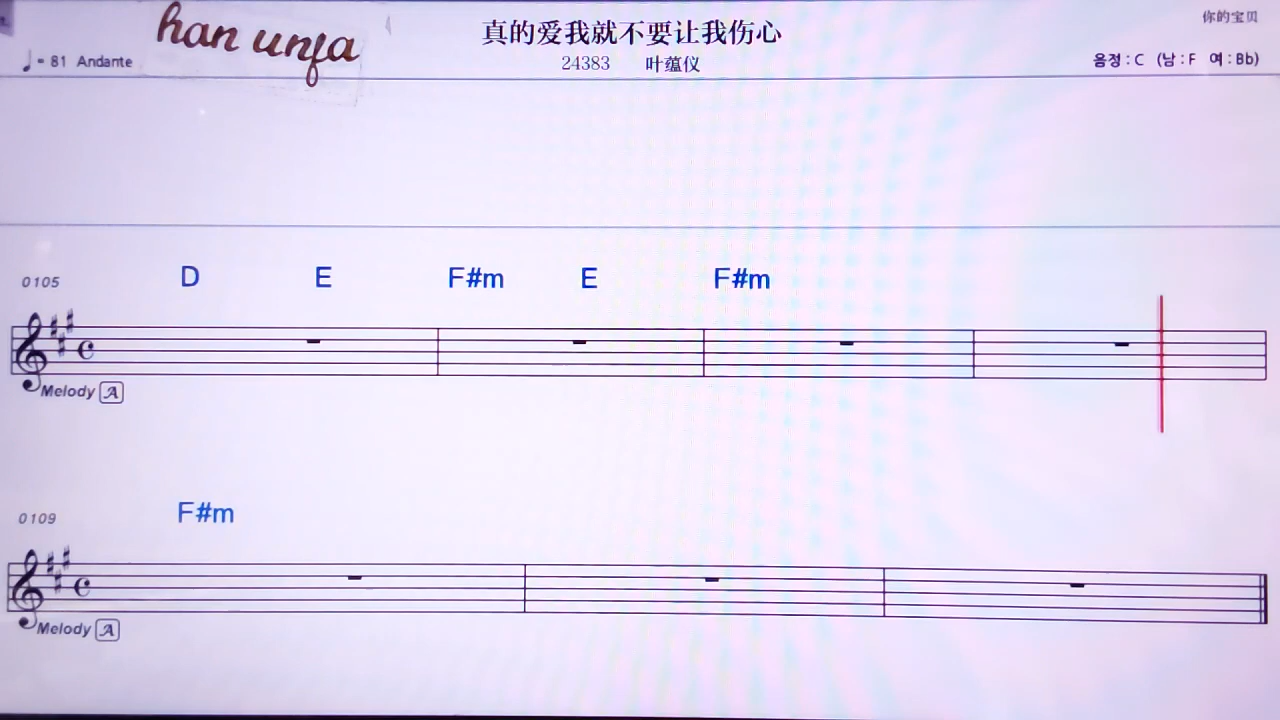 han unfa
真的爱我就不要让我伤心
你的宝贝
♩ = 81 Andante
24383 叶蕴仪
음정 : C (남 : F 여 : Bb)
0105 D E F#m E F#m
Melody A
0109 F#m
Melody A